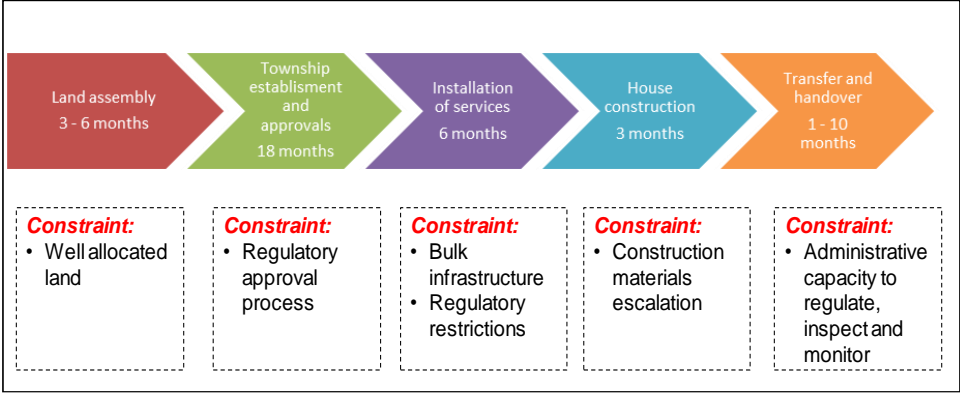 Land assembly
3 - 6 months
Township
establisment
and
approvals
18 months
Installation
of services
6 months
House
construction
3 months
Transfer and
handover
1 - 10
months
Constraint:
• Well allocated
land
Constraint:
• Regulatory
approval
process
Constraint:
• Bulk
infrastructure
• Regulatory
restrictions
Constraint:
• Construction
materials
escalation
Constraint:
• Administrative
capacity to
regulate,
inspect and
monitor